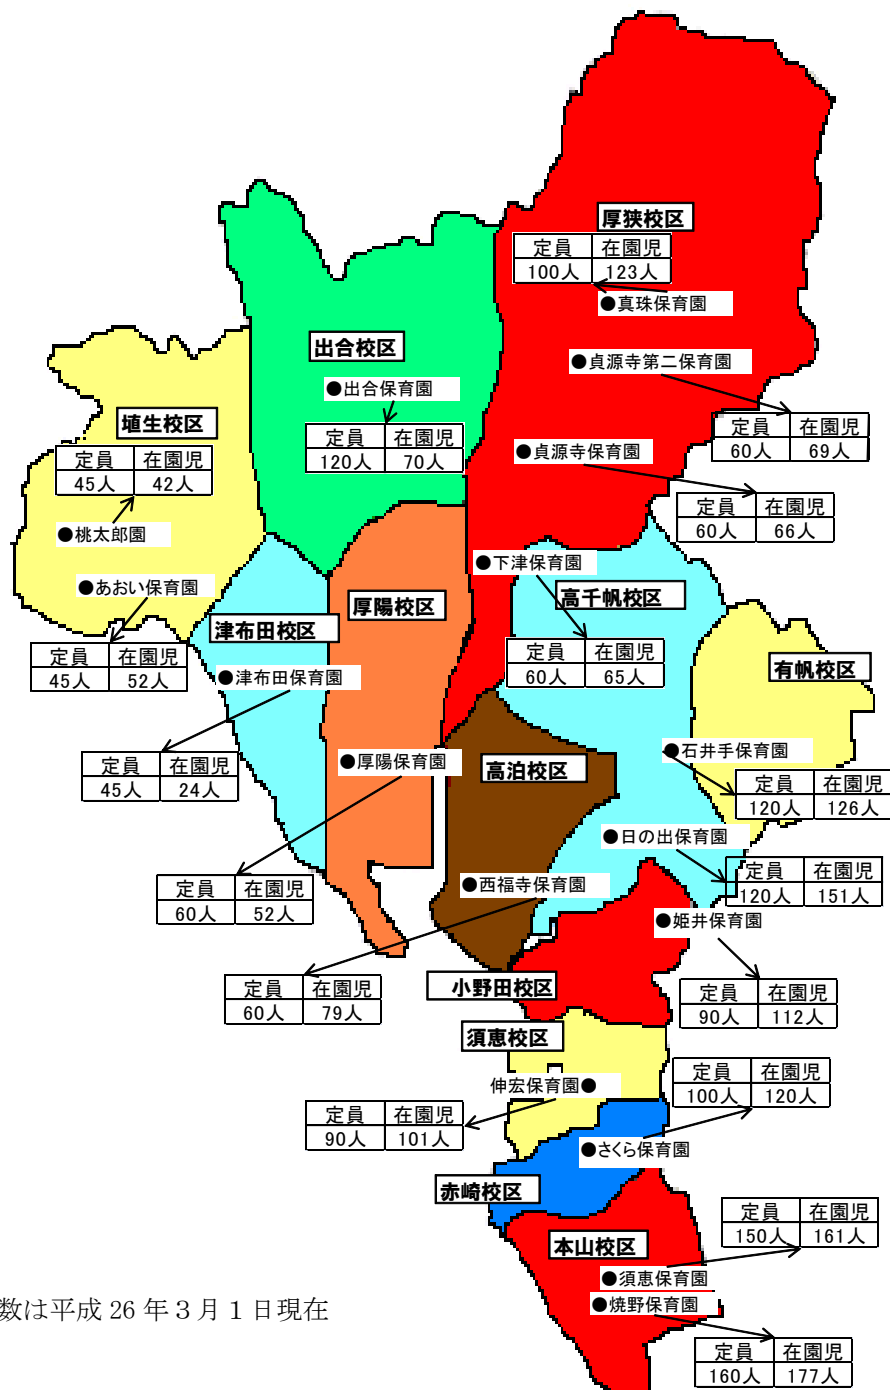 厚狭校区
定員 在園児
100人 123人
●真珠保育園
出合校区
●貞源寺第二保育園
●出合保育園
埴生校区
定員 在園児
60人 69人
定員 在園児
120人 70人
定員 在園児
45人 42人
●貞源寺保育園
定員 在園児
60人 66人
●桃太郎園
●下津保育園
●あおい保育園
厚陽校区
高千帆校区
津布田校区
定員 在園児
45人 52人
定員 在園児
60人 65人
有帆校区
●津布田保育園
●石井手保育園
●厚陽保育園
高泊校区
定員 在園児
45人 24人
定員 在園児
120人 126人
●日の出保育園
定員 在園児
120人 151人
定員 在園児
60人 52人
●西福寺保育園
●姫井保育園
小野田校区
定員 在園児
60人 79人
定員 在園児
90人 112人
須恵校区
伸宏保育園●
定員 在園児
100人 120人
定員 在園児
90人 101人
●さくら保育園
赤崎校区
定員 在園児
150人 161人
本山校区
●須恵保育園
●焼野保育園
数は平成 26 年３月１日現在
定員 在園児
160人 177人